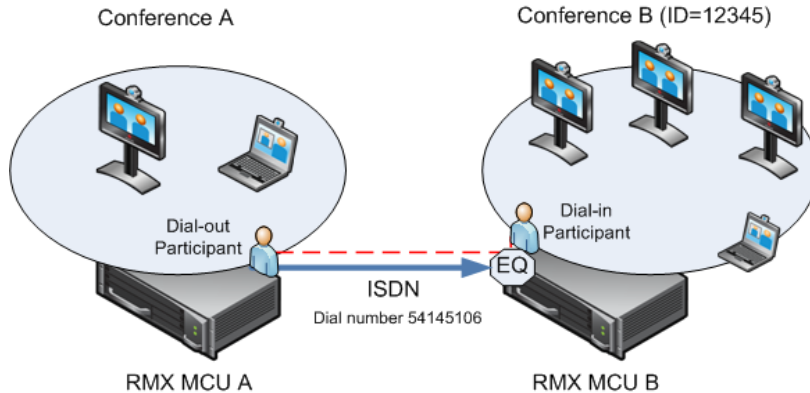 Conference A
Conference B (ID=12345)
Dial-out
Participant
Dial-in
Participant
EQ
ISDN
Dial number 54145106
RMX MCU A
RMX MCU B